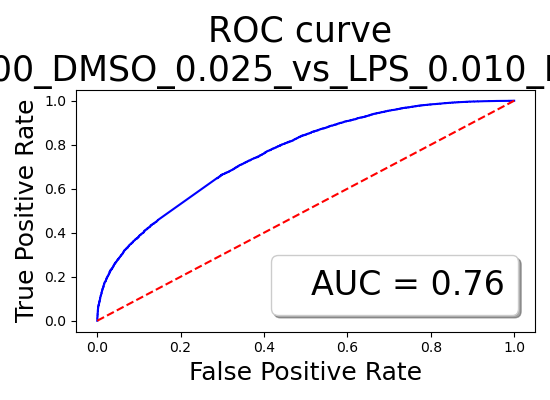 ROC curve
00_DMSO_0.025_vs_LPS_0.010_
True Positive Rate
1.0
0.8
0.6
0.4
0.2
0.0
AUC = 0.76
0.0 0.2 0.4 0.6 0.8 1.0
False Positive Rate